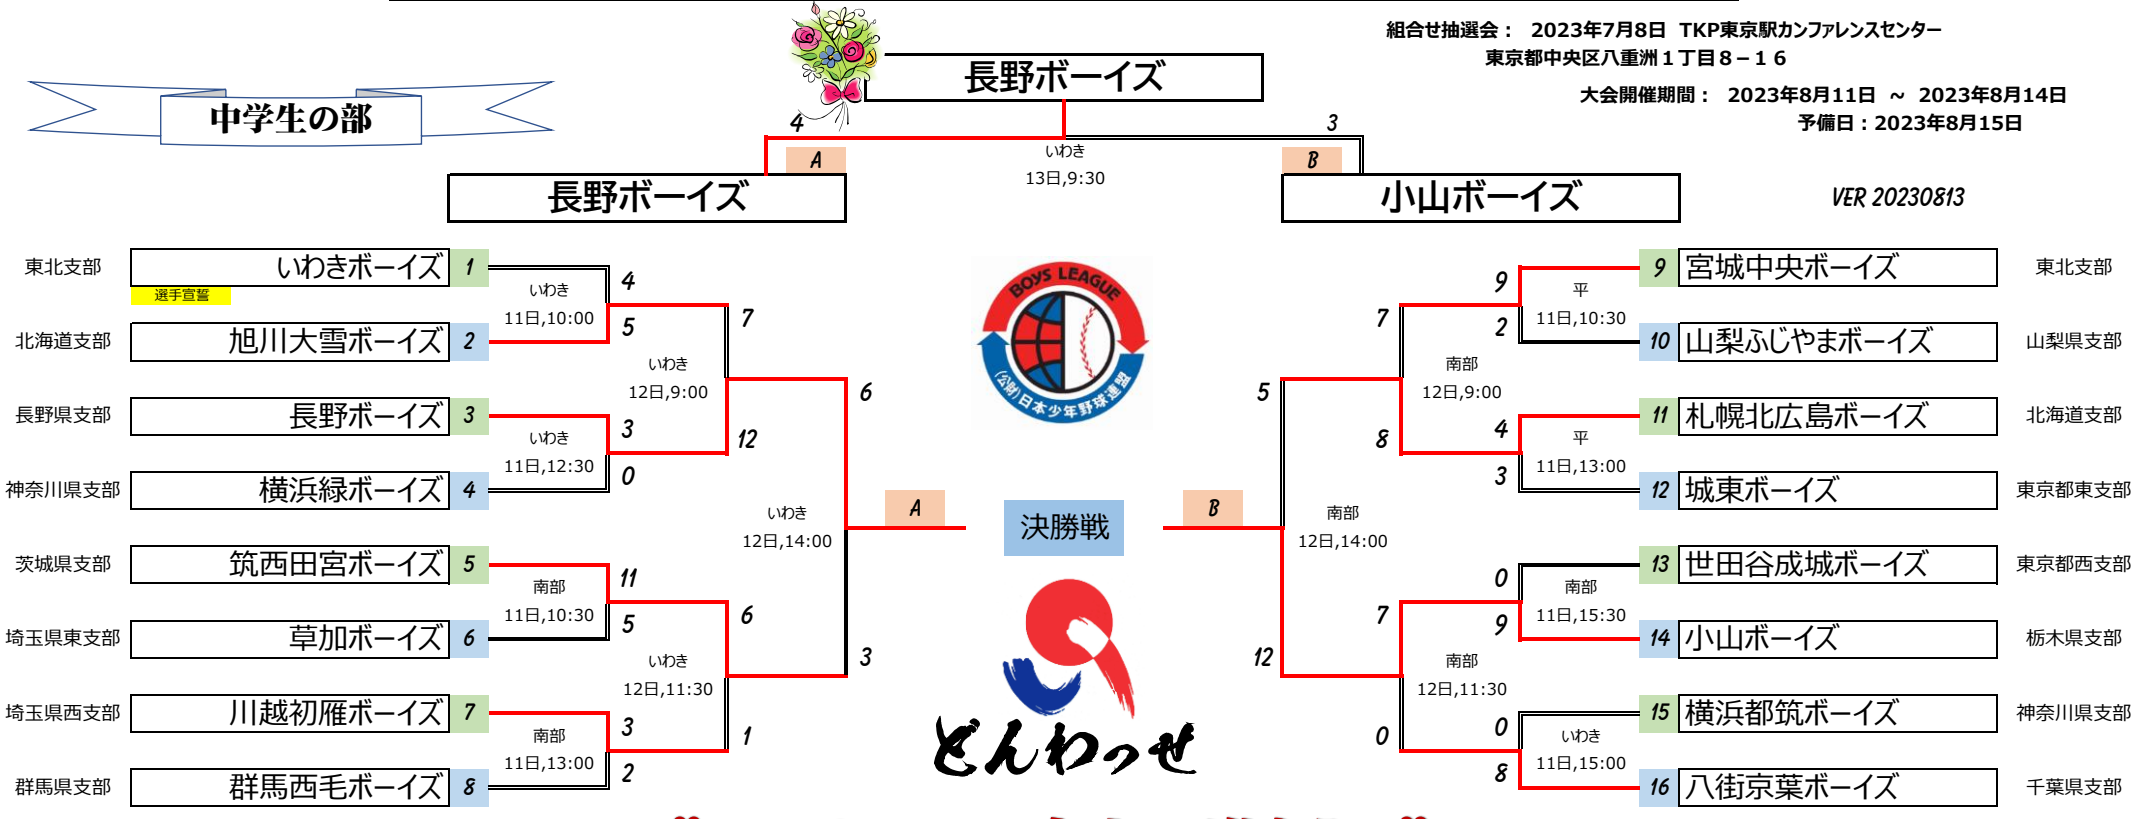 組合せ抽選会： 2023年7月8日 TKP東京駅カンファレンスセンター
東京都中央区八重洲１丁目８−１６
長野ボーイズ
大会開催期間： 2023年8月11日 ~ 2023年8月14日
中学生の部
予備日：2023年8月15日
4 3
いわき
13日,9:30
A B
長野ボーイズ 小山ボーイズ VER 20230813
東北支部 いわきボーイズ 1 4
選手宣誓
いわき
11日,10:00
北海道支部 旭川大雪ボーイズ 2 5
7
いわき
12日,9:00
長野県支部 長野ボーイズ 3 3
いわき
11日,12:30
神奈川県支部 横浜緑ボーイズ 4 0
12
6
いわき
12日,14:00
茨城県支部 筑西田宮ボーイズ 5 11
南部
11日,10:30
埼玉県東支部 草加ボーイズ 6 5
6
いわき
12日,11:30
埼玉県西支部 川越初雁ボーイズ 7 3
南部
11日,13:00
群馬県支部 群馬西毛ボーイズ 8 2
1
3
BOYS LEAGUE
(公財)日本少年野球連盟
A 決勝戦 B
どんわっせ
9 9 宮城中央ボーイズ 東北支部
平
11日,10:30
2 10 山梨ふじやまボーイズ 山梨県支部
7
南部
12日,9:00
4 11 札幌北広島ボーイズ 北海道支部
平
11日,13:00
3 12 城東ボーイズ 東京都東支部
8
5
南部
12日,14:00
0 13 世田谷成城ボーイズ 東京都西支部
南部
11日,15:30
9 14 小山ボーイズ 栃木県支部
7
南部
12日,11:30
0 15 横浜都筑ボーイズ 神奈川県支部
いわき
11日,15:00
8 16 八街京葉ボーイズ 千葉県支部
0
12